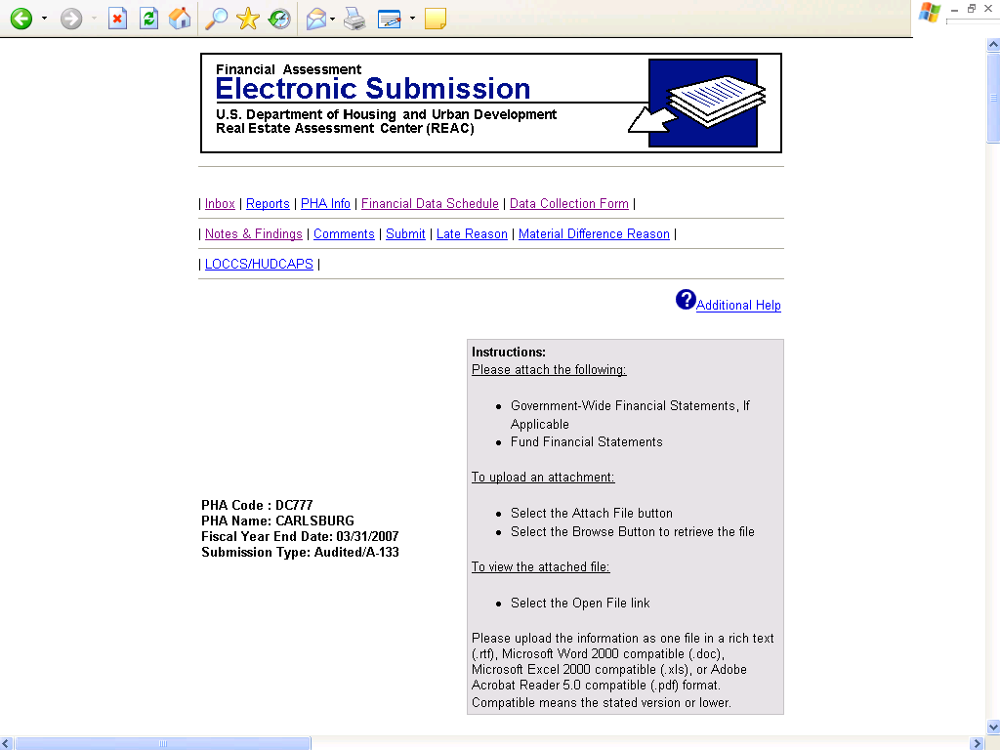 Financial Assessment
Electronic Submission
U.S. Department of Housing and Urban Development
Real Estate Assessment Center (REAC)
| Inbox | Reports | PHA Info | Financial Data Schedule | Data Collection Form |
| Notes & Findings | Comments | Submit | Late Reason | Material Difference Reason |
| LOCCS/HUDCAPS |
? Additional Help
Instructions:
Please attach the following:
• Government-Wide Financial Statements, If
Applicable
• Fund Financial Statements
To upload an attachment:
• Select the Attach File button
• Select the Browse Button to retrieve the file
To view the attached file:
• Select the Open File link
Please upload the information as one file in a rich text
(.rtf), Microsoft Word 2000 compatible (.doc),
Microsoft Excel 2000 compatible (.xls), or Adobe
Acrobat Reader 5.0 compatible (.pdf) format.
Compatible means the stated version or lower.
PHA Code : DC777
PHA Name: CARLSBURG
Fiscal Year End Date: 03/31/2007
Submission Type: Audited/A-133